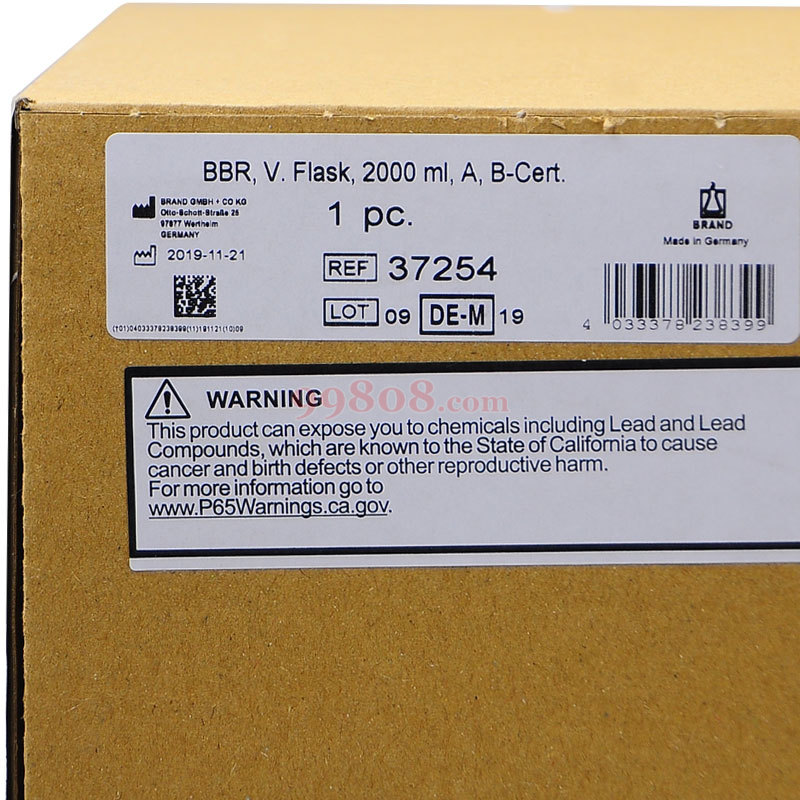 BBR, V. Flask, 2000 ml, A, B-Cert.
BRAND GMBH + CO KG
Otto-Schott-Straße 25
97877 Wertheim
GERMANY
1 pc.
BRAND
Made in Germany
2019-11-21
REF 37254
LOT 09 DE-M 19
4 033378 238399
(01)04033378238399(11)191121(10)09
WARNING
99808.com
This product can expose you to chemicals including Lead and Lead
Compounds, which are known to the State of California to cause
cancer and birth defects or other reproductive harm.
For more information go to
www.P65Warnings.ca.gov.